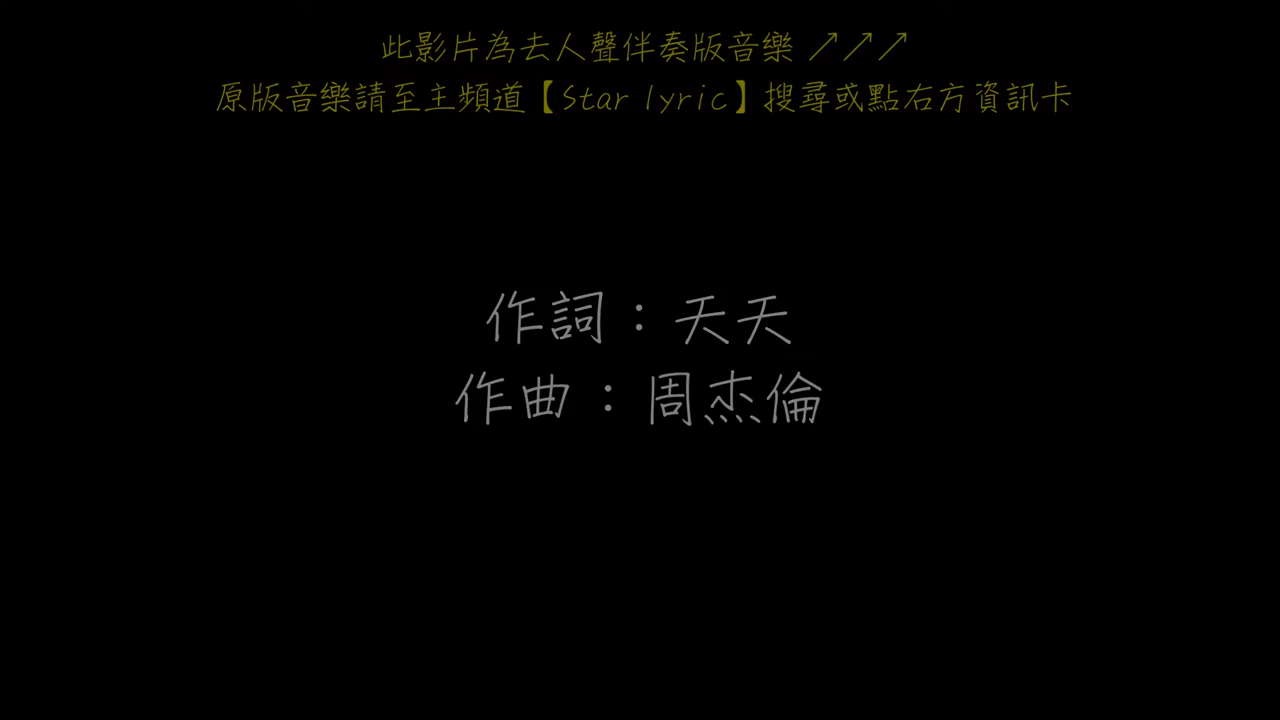 此影片為去人聲伴奏版音樂 ↗↗↗
原版音樂請至主頻道【Star lyric】搜尋或點右方資訊卡
作詞：天天
作曲：周杰倫